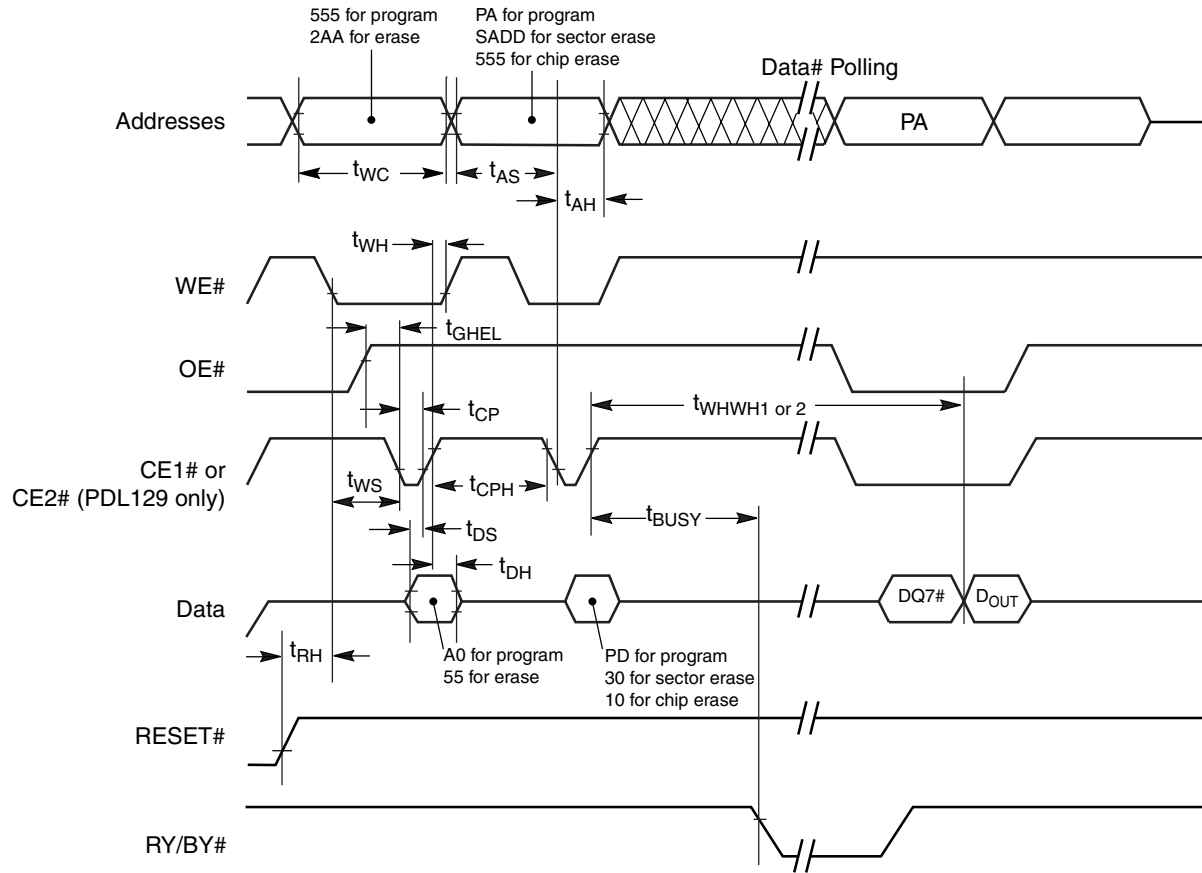 555 for program
2AA for erase
PA for program
SADD for sector erase
555 for chip erase
Data# Polling
Addresses
PA
tWC
tAS
tAH
tWH
WE#
tGHEL
OE#
tCP
tWHWH1 or 2
CE1# or
CE2# (PDL129 only)
tWS
tCPH
tBUSY
tDS
tDH
Data
DQ7#
DOUT
tRH
A0 for program
55 for erase
PD for program
30 for sector erase
10 for chip erase
RESET#
RY/BY#